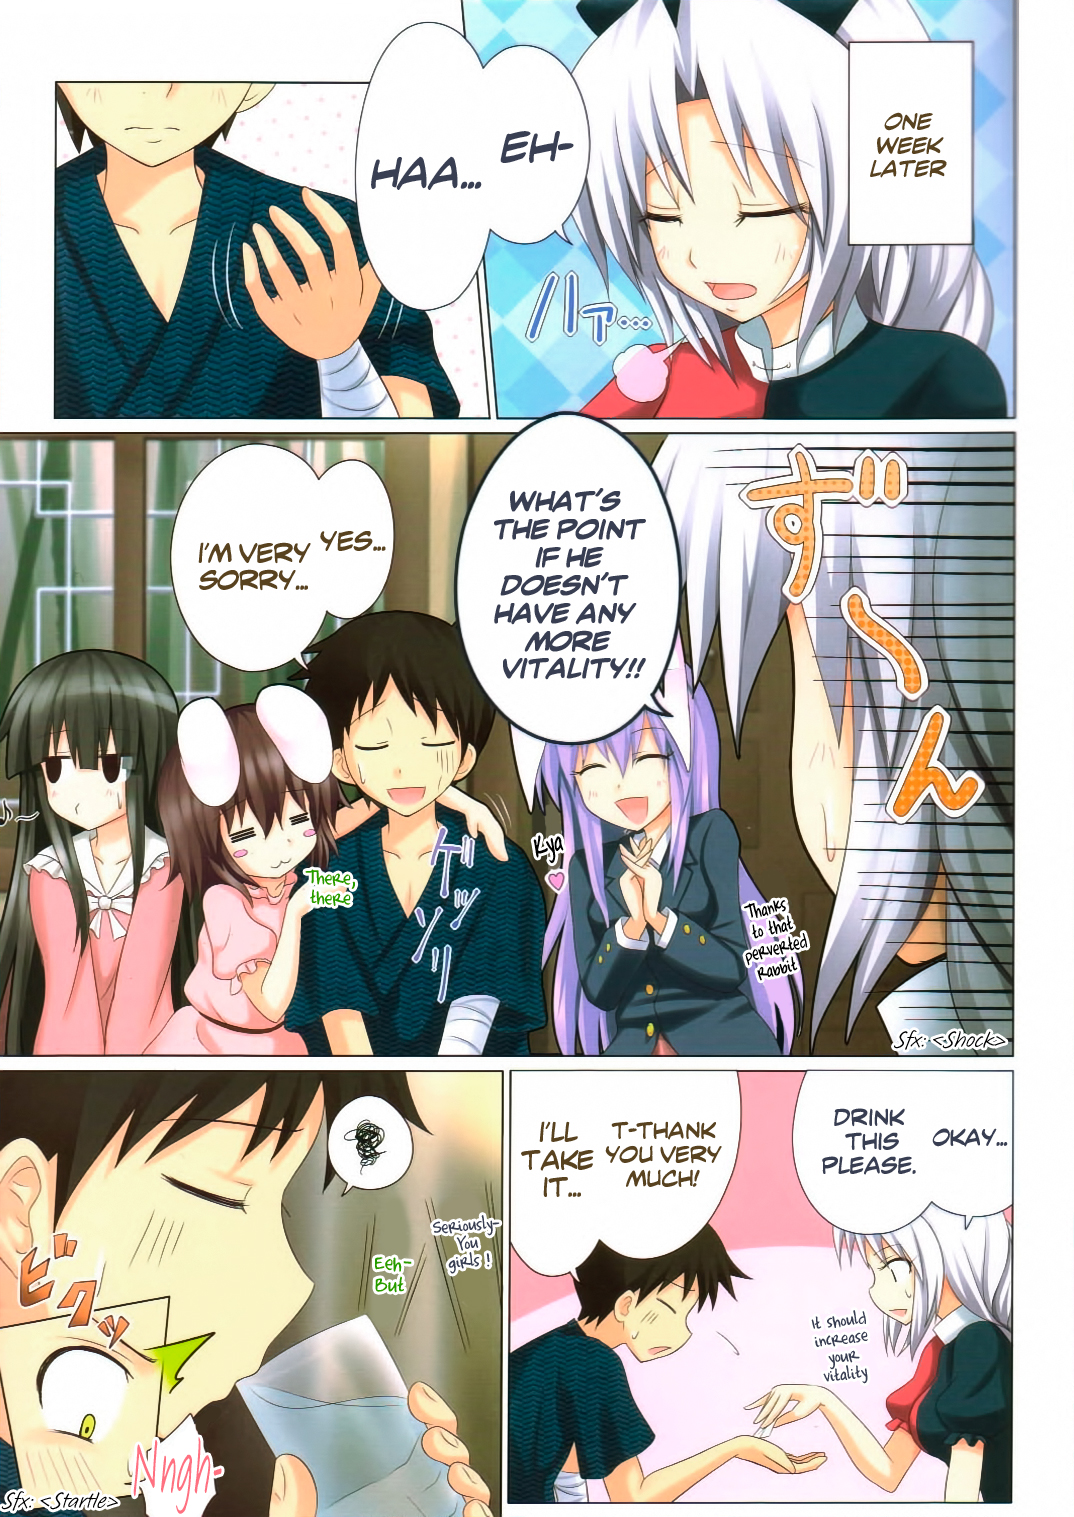 ONE
WEEK
LATER
EH-
HAA...
ハァ…
WHAT'S
THE POINT
IF HE
DOESN'T
HAVE ANY
MORE
VITALITY!!
ず〜ん
Sfx: <Shock>
YES...
I'M VERY
SORRY...
Kya
Thanks
to that
perverted
Rabbit
ゲッソリ
There,
there
OKAY...
DRINK
THIS
PLEASE.
It should
increase
your
vitality
T-THANK
YOU VERY
MUCH!
I'LL
TAKE
IT...
Seriously-
You
girls!
Eeh-
But
ビクッ
Nngh-
Sfx: <Startle>